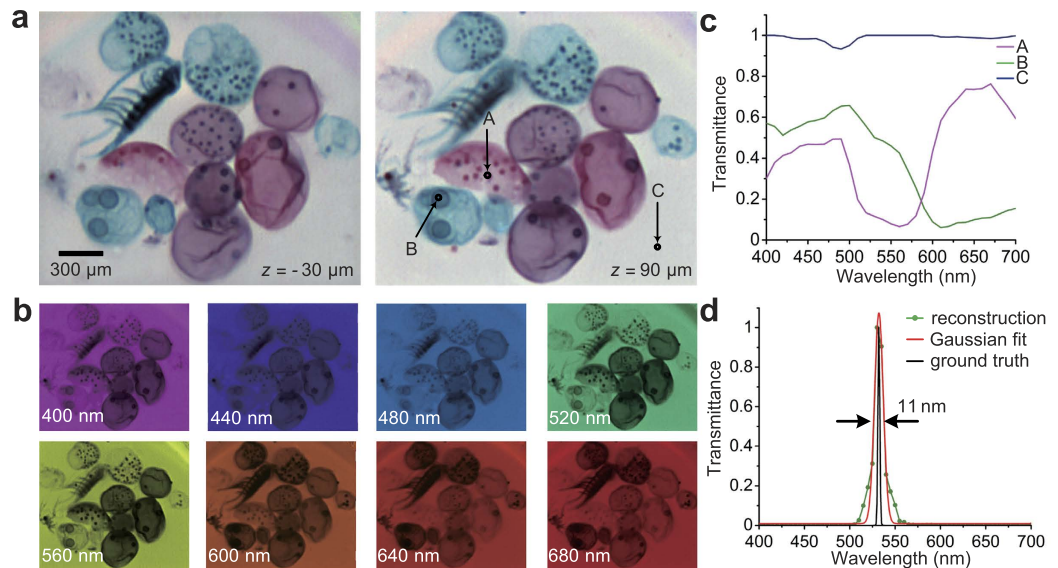 a
A
B
C
300 µm
z = - 30 µm
z = 90 µm
b
400 nm
440 nm
480 nm
520 nm
560 nm
600 nm
640 nm
680 nm
c
Transmittance
1
0.8
0.6
0.4
0.2
0
A
B
C
400 450 500 550 600 650 700
Wavelength (nm)
d
Transmittance
1
0.8
0.6
0.4
0.2
0
reconstruction
Gaussian fit
ground truth
11 nm
400 450 500 550 600 650 700
Wavelength (nm)